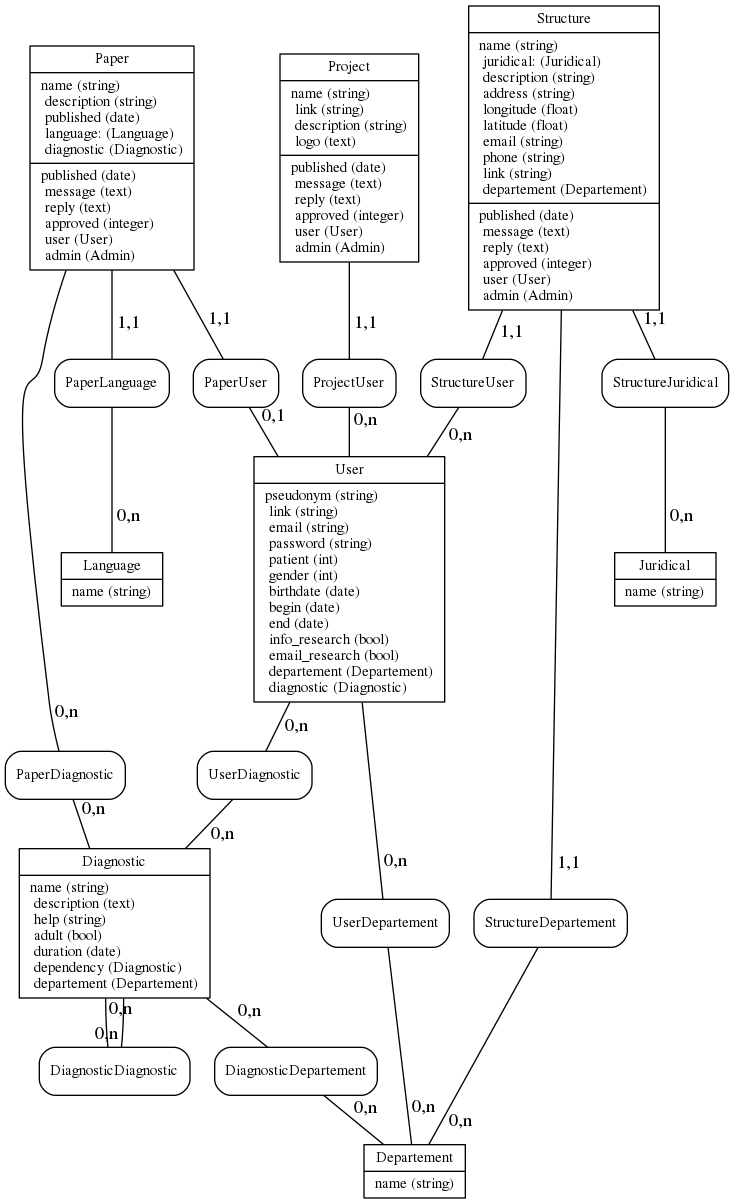 Structure
name (string)
juridical: (Juridical)
description (string)
address (string)
longitude (float)
latitude (float)
email (string)
phone (string)
link (string)
departement (Departement)
published (date)
message (text)
reply (text)
approved (integer)
user (User)
admin (Admin)
Paper
name (string)
description (string)
published (date)
language: (Language)
diagnostic (Diagnostic)
published (date)
message (text)
reply (text)
approved (integer)
user (User)
admin (Admin)
Project
name (string)
link (string)
description (string)
logo (text)
published (date)
message (text)
reply (text)
approved (integer)
user (User)
admin (Admin)
1,1
1,1
1,1
1,1
1,1
PaperLanguage
PaperUser
ProjectUser
StructureUser
StructureJuridical
0,1
0,n
0,n
0,n
0,n
User
pseudonym (string)
link (string)
email (string)
password (string)
patient (int)
gender (int)
birthdate (date)
begin (date)
end (date)
info_research (bool)
email_research (bool)
departement (Departement)
diagnostic (Diagnostic)
Language
name (string)
Juridical
name (string)
0,n
0,n
PaperDiagnostic
UserDiagnostic
0,n
0,n
0,n
1,1
Diagnostic
name (string)
description (text)
help (string)
adult (bool)
duration (date)
dependency (Diagnostic)
departement (Departement)
UserDepartement
StructureDepartement
0,n
0,n
0,n
DiagnosticDiagnostic
DiagnosticDepartement
0,n
0,n
0,n
Departement
name (string)